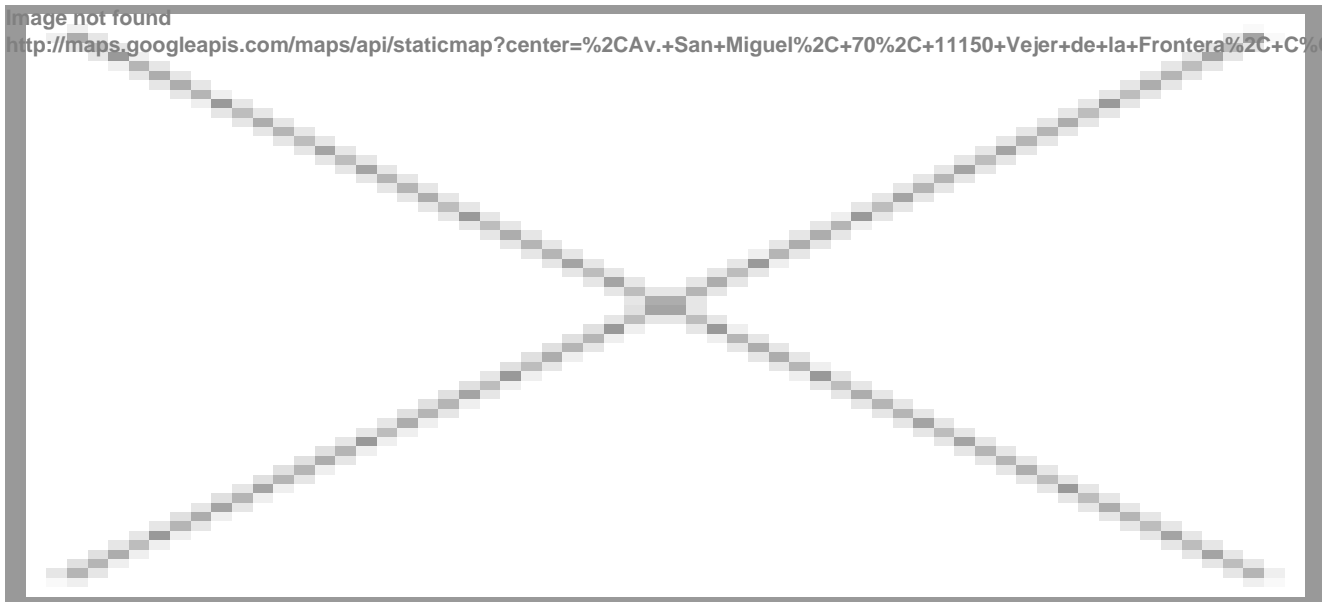 Image not found
http://maps.googleapis.com/maps/api/staticmap?center=%2CAv.+San+Miguel%2C+70%2C+11150+Vejer+de+la+Frontera%2C+C%